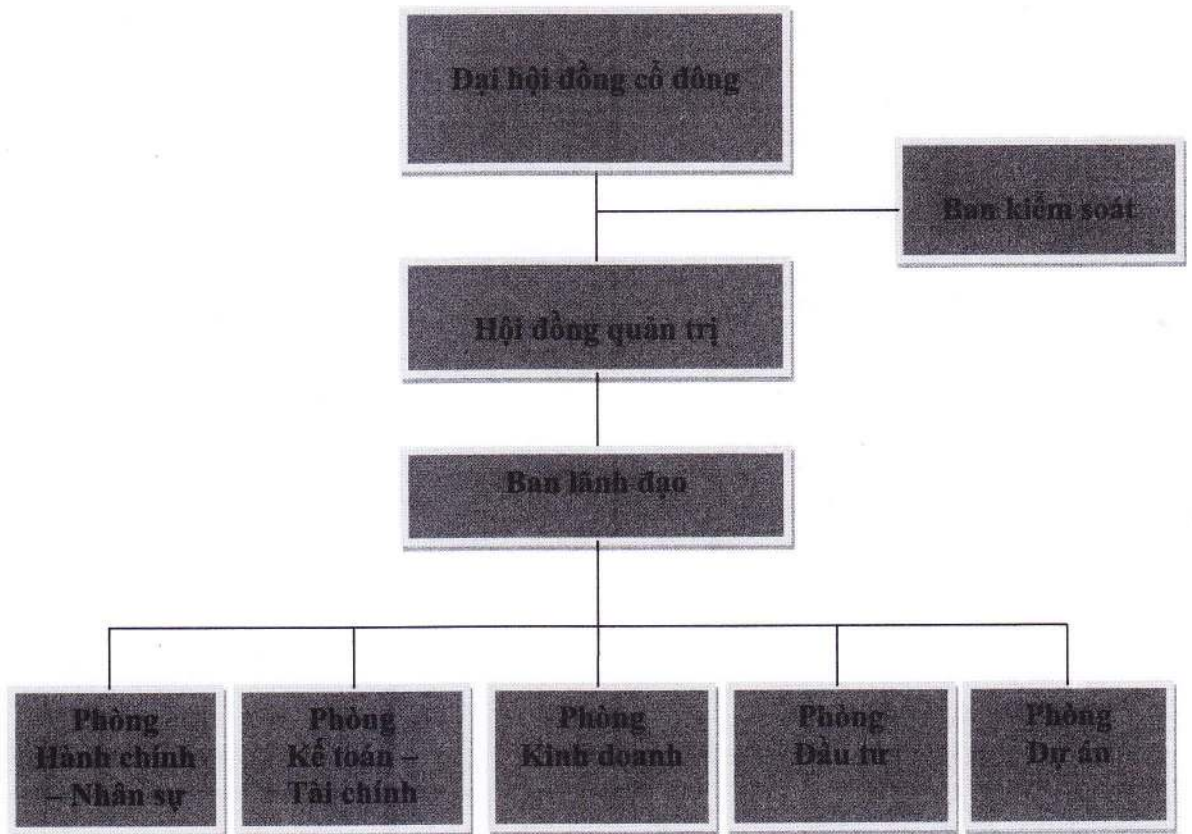 Đại hội đồng cổ đông
Ban kiểm soát
Hội đồng quản trị
Ban lãnh đạo
Phòng
Hành chính
– Nhân sự
Phòng
Kế toán –
Tài chính
Phòng
Kinh doanh
Phòng
Đầu tư
Phòng
Dự án